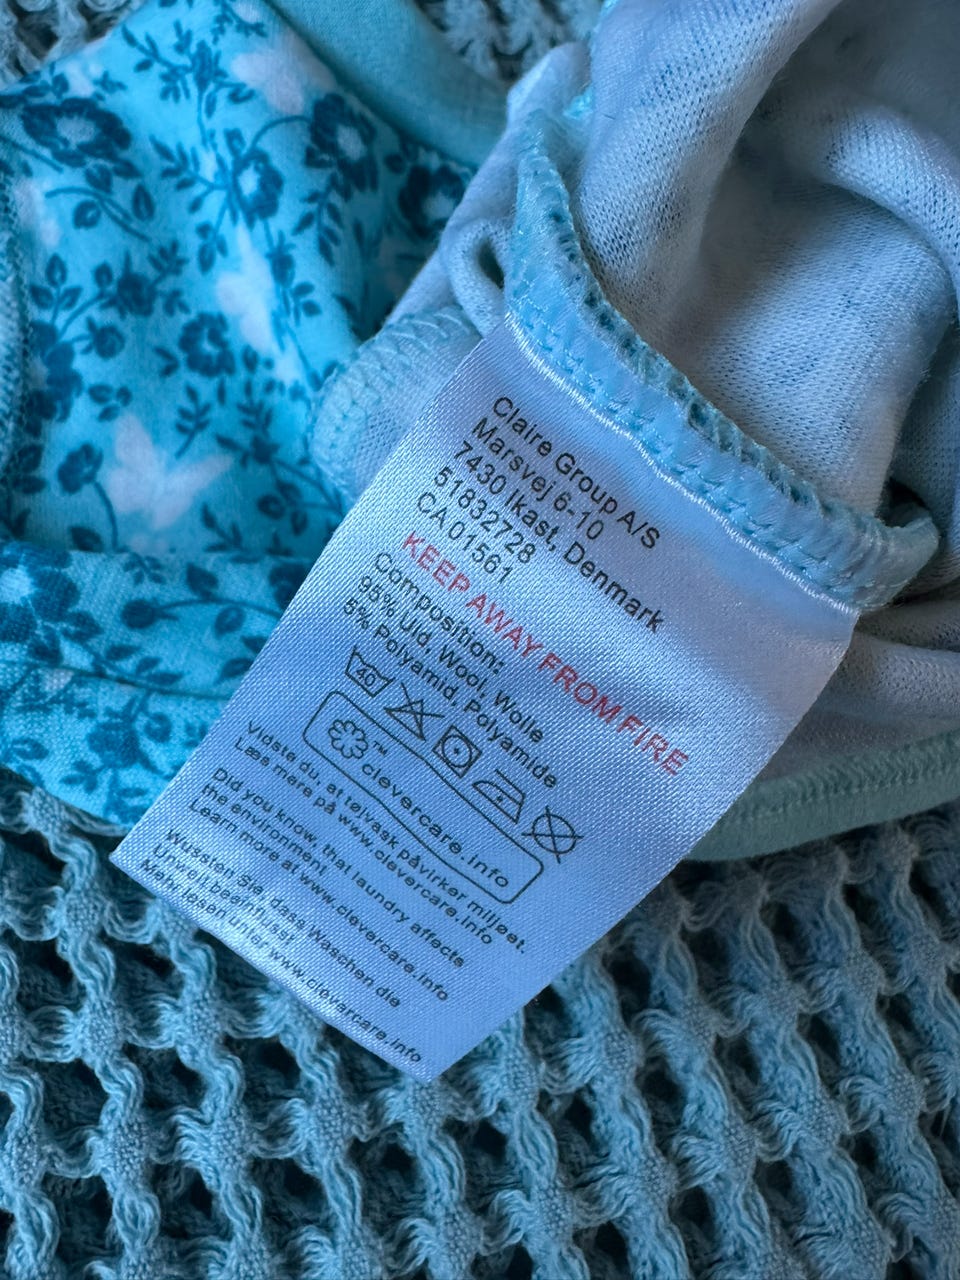 Claire Group A/S
Marsvej 6-10
7430 Ikast, Denmark
51832728
CA 01561
KEEP AWAY FROM FIRE
Composition:
95% Uld, Wool, Wolle
5% Polyamid, Polyamide
40
™ clevercare.info
Vidste du, at tøjvask påvirker miljøet.
Læs mere på www.clevercare.info
Did you know, that laundry affects
the environment
Learn more at www.clevercare.info
Wussten Sie, dass Waschen die
Umwelt beeinflusst
Mehr lesen unter www.clevercare.info